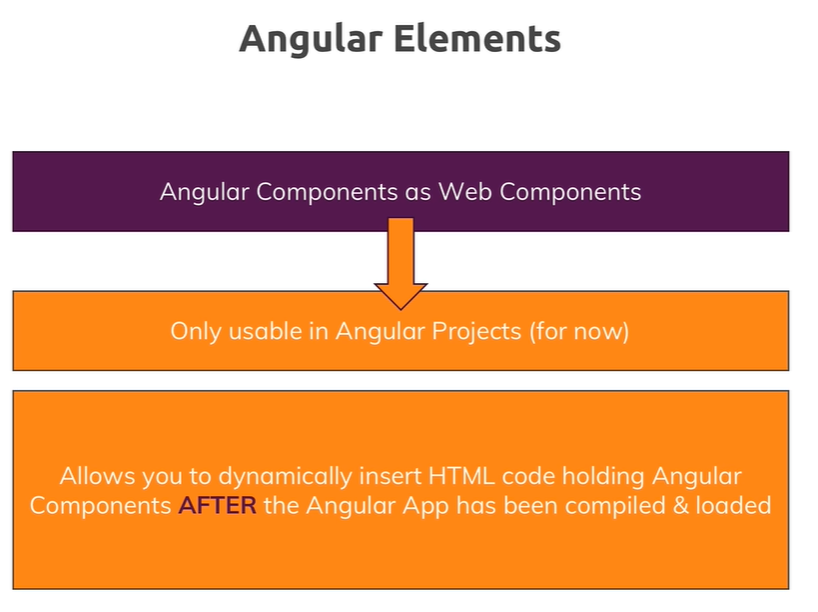 Angular Elements
Angular Components as Web Components
Only usable in Angular Projects (for now)
Allows you to dynamically insert HTML code holding Angular
Components AFTER the Angular App has been compiled & loaded